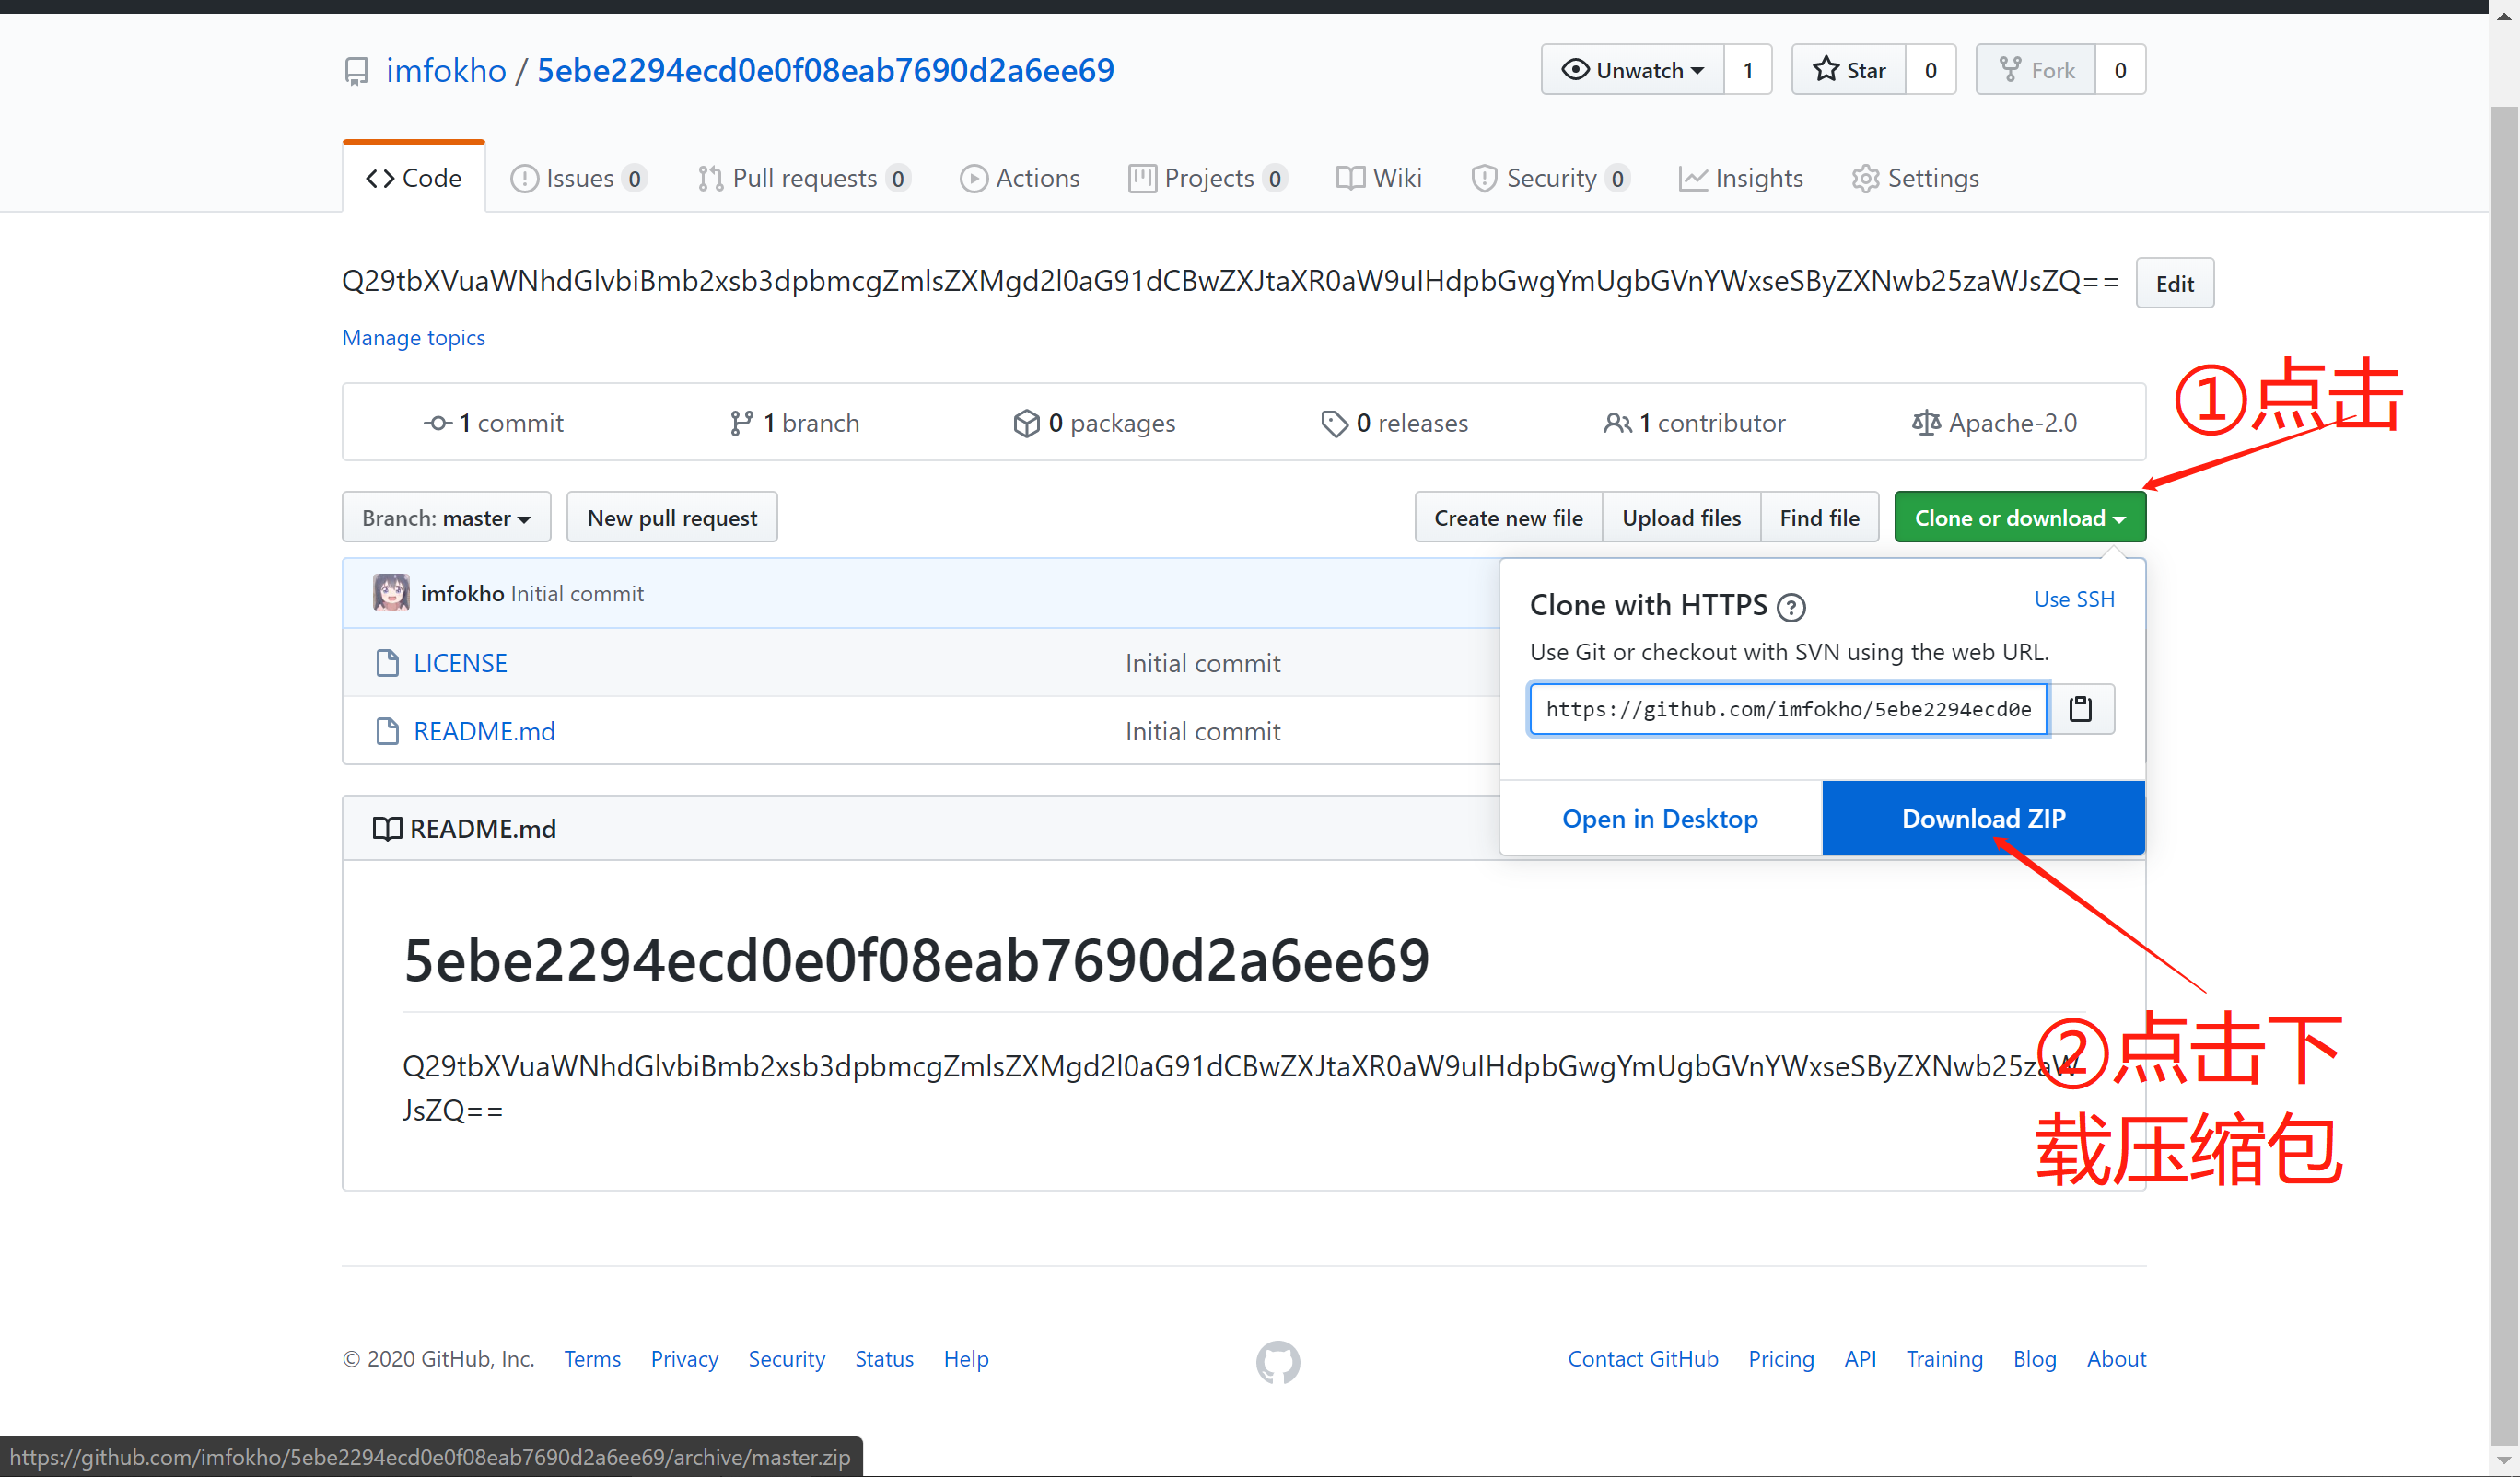 imfokho / 5ebe2294ecd0e0f08eab7690d2a6ee69
Unwatch 1
Star 0
Fork 0
Code
Issues 0
Pull requests 0
Actions
Projects 0
Wiki
Security 0
Insights
Settings
Q29tbXVuaWNhdGlvbiBmb2xsb3dpbmcgZmlsZXMgd2l0aG91dCBwZXJtaXR0aW9uIHdpbGwgYmUgbGVnYWxseSByZXNwb25zaWJsZQ==
Edit
Manage topics
①点击
1 commit
1 branch
0 packages
0 releases
1 contributor
Apache-2.0
Branch: master
New pull request
Create new file
Upload files
Find file
Clone or download
imfokho Initial commit
LICENSE
Initial commit
README.md
Initial commit
Clone with HTTPS ?
Use SSH
Use Git or checkout with SVN using the web URL.
https://github.com/imfokho/5ebe2294ecd0e
Open in Desktop
Download ZIP
README.md
5ebe2294ecd0e0f08eab7690d2a6ee69
Q29tbXVuaWNhdGlvbiBmb2xsb3dpbmcgZmlsZXMgd2l0aG91dCBwZXJtaXR0aW9uIHdpbGwgYmUgbGVnYWxseSByZXNwb25zaW
JsZQ==
②点击下
载压缩包
© 2020 GitHub, Inc.
Terms
Privacy
Security
Status
Help
Contact GitHub
Pricing
API
Training
Blog
About
https://github.com/imfokho/5ebe2294ecd0e0f08eab7690d2a6ee69/archive/master.zip